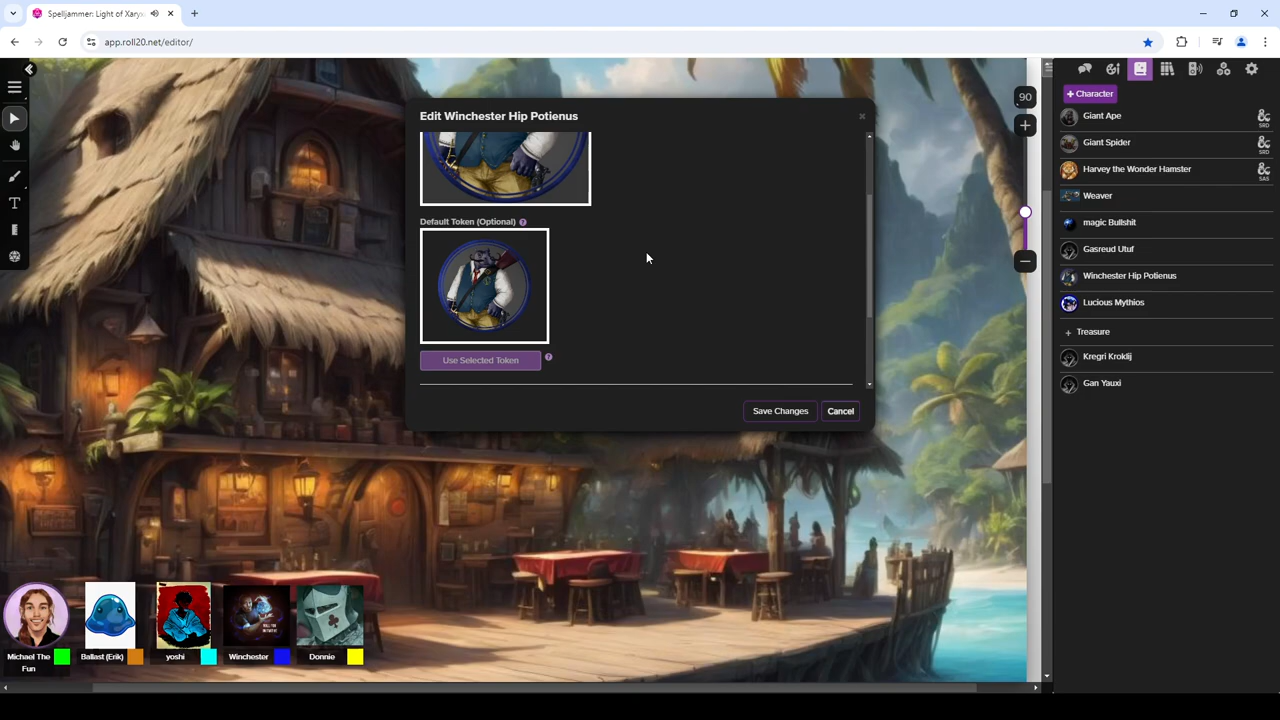 Spelljammer: Light of Xaryx
app.roll20.net/editor/
Edit Winchester Hip Potienus
Default Token (Optional)
Use Selected Token
Save Changes
Cancel
90
+ Character
Giant Ape
SRD
Giant Spider
SRD
Harvey the Wonder Hamster
SAS
Weaver
magic Bullshit
Gasreud Utuf
Winchester Hip Potienus
Lucious Mythios
+ Treasure
Kregri Kroklij
Gan Yauxi
Michael The
Fun
Ballast (Erik)
yoshi
Winchester
Donnie